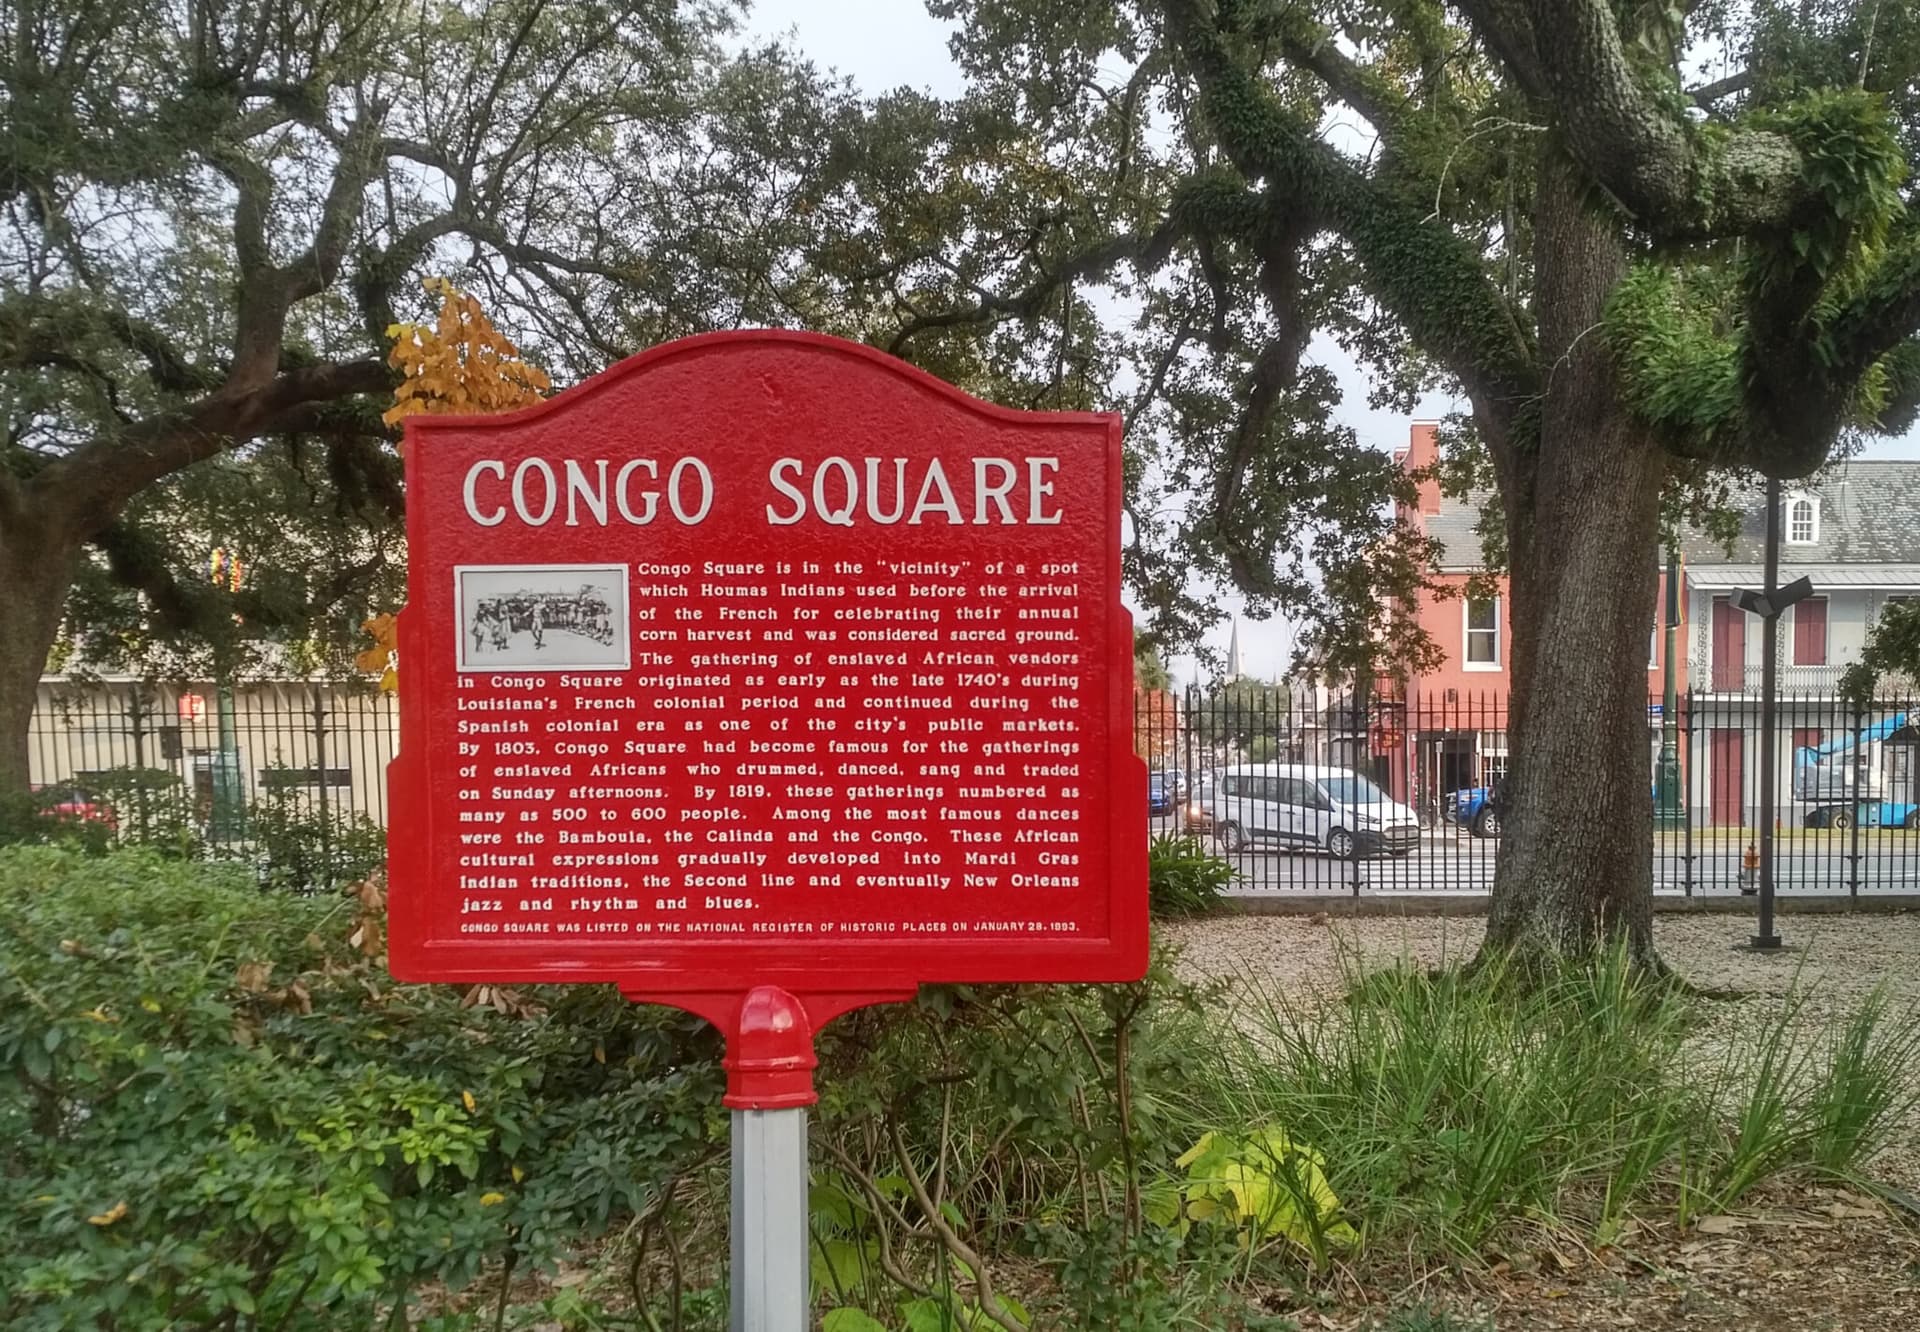 CONGO SQUARE
Congo Square is in the "vicinity" of a spot
which Houmas Indians used before the arrival
of the French for celebrating their annual
corn harvest and was considered sacred ground.
The gathering of enslaved African vendors
in Congo Square originated as early as the late 1740's during
Louisiana's French colonial period and continued during the
Spanish colonial era as one of the city's public markets.
By 1803, Congo Square had become famous for the gatherings
of enslaved Africans who drummed, danced, sang and traded
on Sunday afternoons. By 1819, these gatherings numbered as
many as 500 to 600 people. Among the most famous dances
were the Bamboula, the Calinda and the Congo. These African
cultural expressions gradually developed into Mardi Gras
Indian traditions, the Second line and eventually New Orleans
jazz and rhythm and blues.
CONGO SQUARE WAS LISTED ON THE NATIONAL REGISTER OF HISTORIC PLACES ON JANUARY 28, 1993.